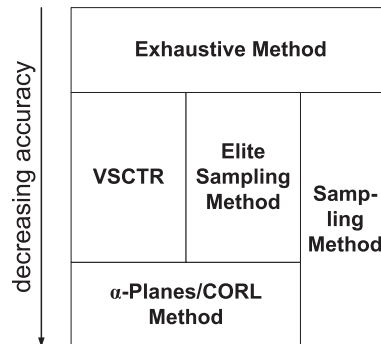 decreasing accuracy
Exhaustive Method
VSCTR
Elite
Sampling
Method
Samp-
ling
Method
α-Planes/CORL
Method